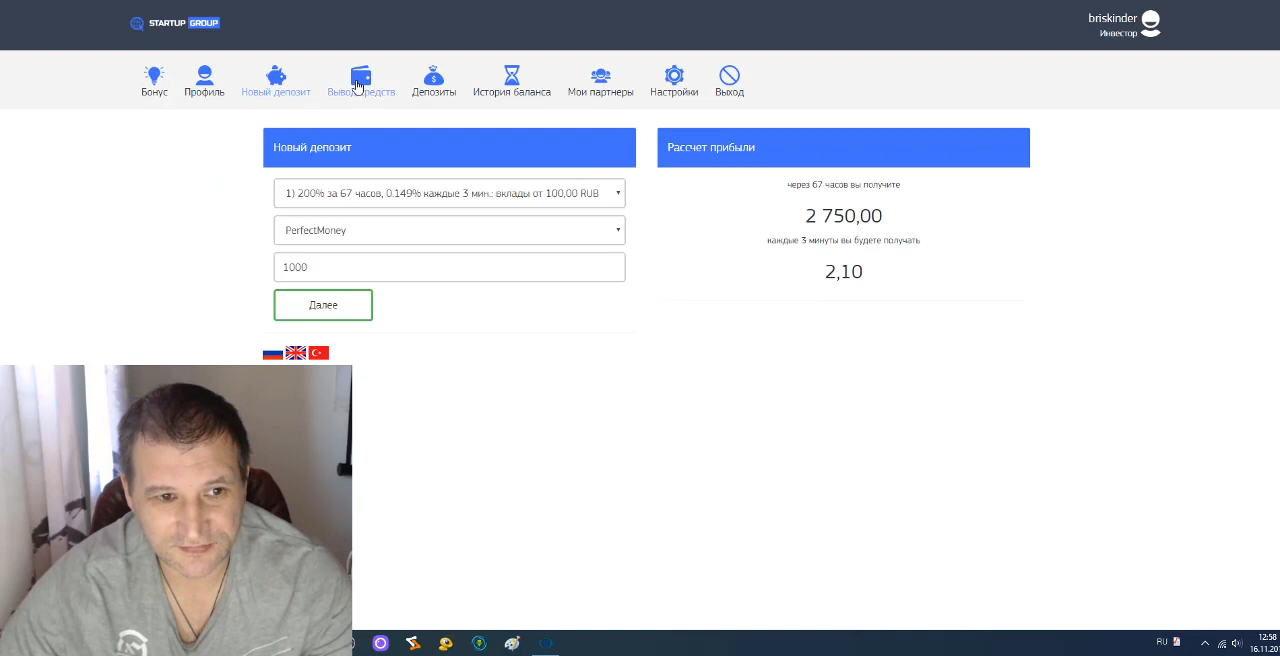 STARTUP GROUP
briskinder
Инвестор
Бонус
Профиль
Новый депозит
Вывод средств
Депозиты
История баланса
Мои партнеры
Настройки
Выход
Новый депозит
1) 200% за 67 часов, 0.149% каждые 3 мин.: вклады от 100,00 RUB
PerfectMoney
1000
Далее
Рассчет прибыли
через 67 часов вы получите
2 750,00
каждые 3 минуты вы будете получать
2,10
RU
12:58
16.11.20